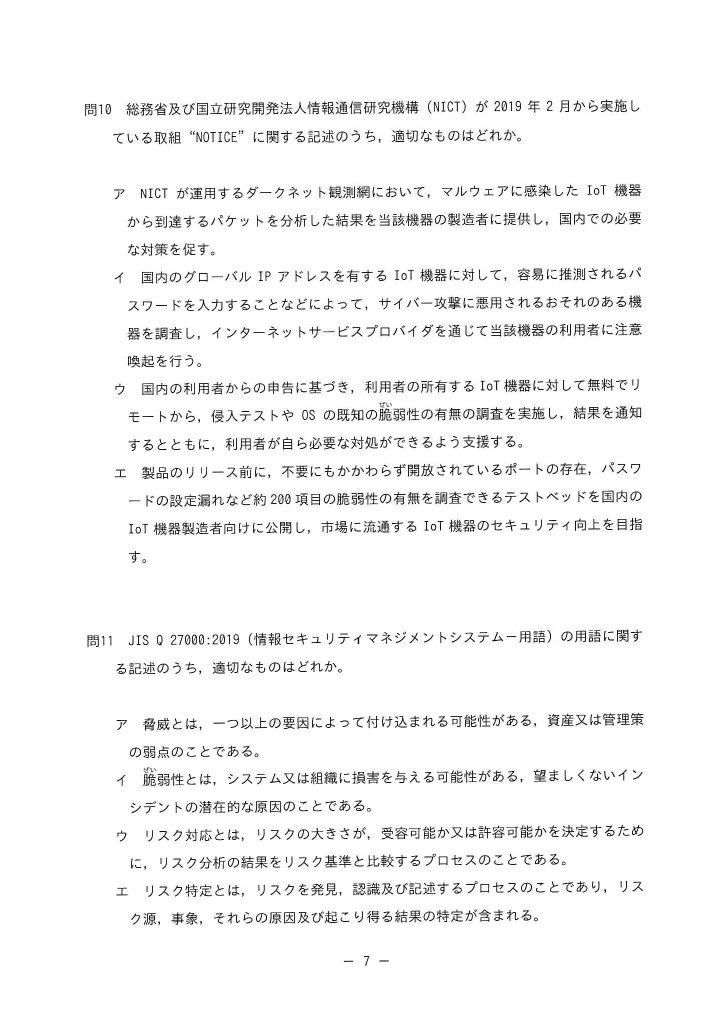 問10 総務省及び国立研究開発法人情報通信研究機構（NICT）が 2019 年 2 月から実施し
ている取組“NOTICE”に関する記述のうち，適切なものはどれか。
ア NICT が運用するダークネット観測網において，マルウェアに感染した IoT 機器
から到達するパケットを分析した結果を当該機器の製造者に提供し，国内での必要
な対策を促す。
イ 国内のグローバル IP アドレスを有する IoT 機器に対して，容易に推測されるパ
スワードを入力することなどによって，サイバー攻撃に悪用されるおそれのある機
器を調査し，インターネットサービスプロバイダを通じて当該機器の利用者に注意
喚起を行う。
ウ 国内の利用者からの申告に基づき，利用者の所有する IoT 機器に対して無料でリ
ぜい
モートから，侵入テストや OS の既知の脆弱性の有無の調査を実施し，結果を通知
するとともに，利用者が自ら必要な対処ができるよう支援する。
エ 製品のリリース前に，不要にもかかわらず開放されているポートの存在，パスワ
ードの設定漏れなど約 200 項目の脆弱性の有無を調査できるテストベッドを国内の
IoT 機器製造者向けに公開し，市場に流通する IoT 機器のセキュリティ向上を目指
す。
問11 JIS Q 27000:2019（情報セキュリティマネジメントシステム－用語）の用語に関す
る記述のうち，適切なものはどれか。
ア 脅威とは，一つ以上の要因によって付け込まれる可能性がある，資産又は管理策
の弱点のことである。
ぜい
イ 脆弱性とは，システム又は組織に損害を与える可能性がある，望ましくないイン
シデントの潜在的な原因のことである。
ウ リスク対応とは，リスクの大きさが，受容可能か又は許容可能かを決定するため
に，リスク分析の結果をリスク基準と比較するプロセスのことである。
エ リスク特定とは，リスクを発見，認識及び記述するプロセスのことであり，リス
ク源，事象，それらの原因及び起こり得る結果の特定が含まれる。
－ 7 －